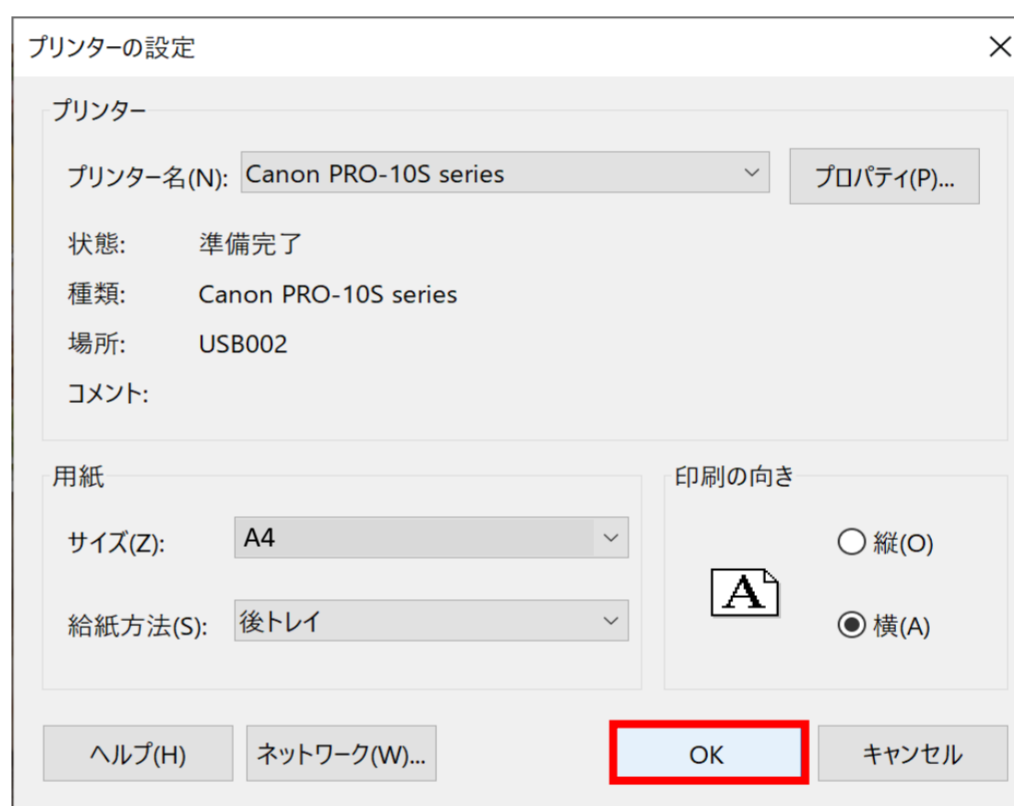 プリンターの設定
プリンター
プリンター名(N): Canon PRO-10S series プロパティ(P)...
状態: 準備完了
種類: Canon PRO-10S series
場所: USB002
コメント:
用紙
サイズ(Z): A4
給紙方法(S): 後トレイ
印刷の向き
A
縦(O)
横(A)
ヘルプ(H) ネットワーク(W)... OK キャンセル